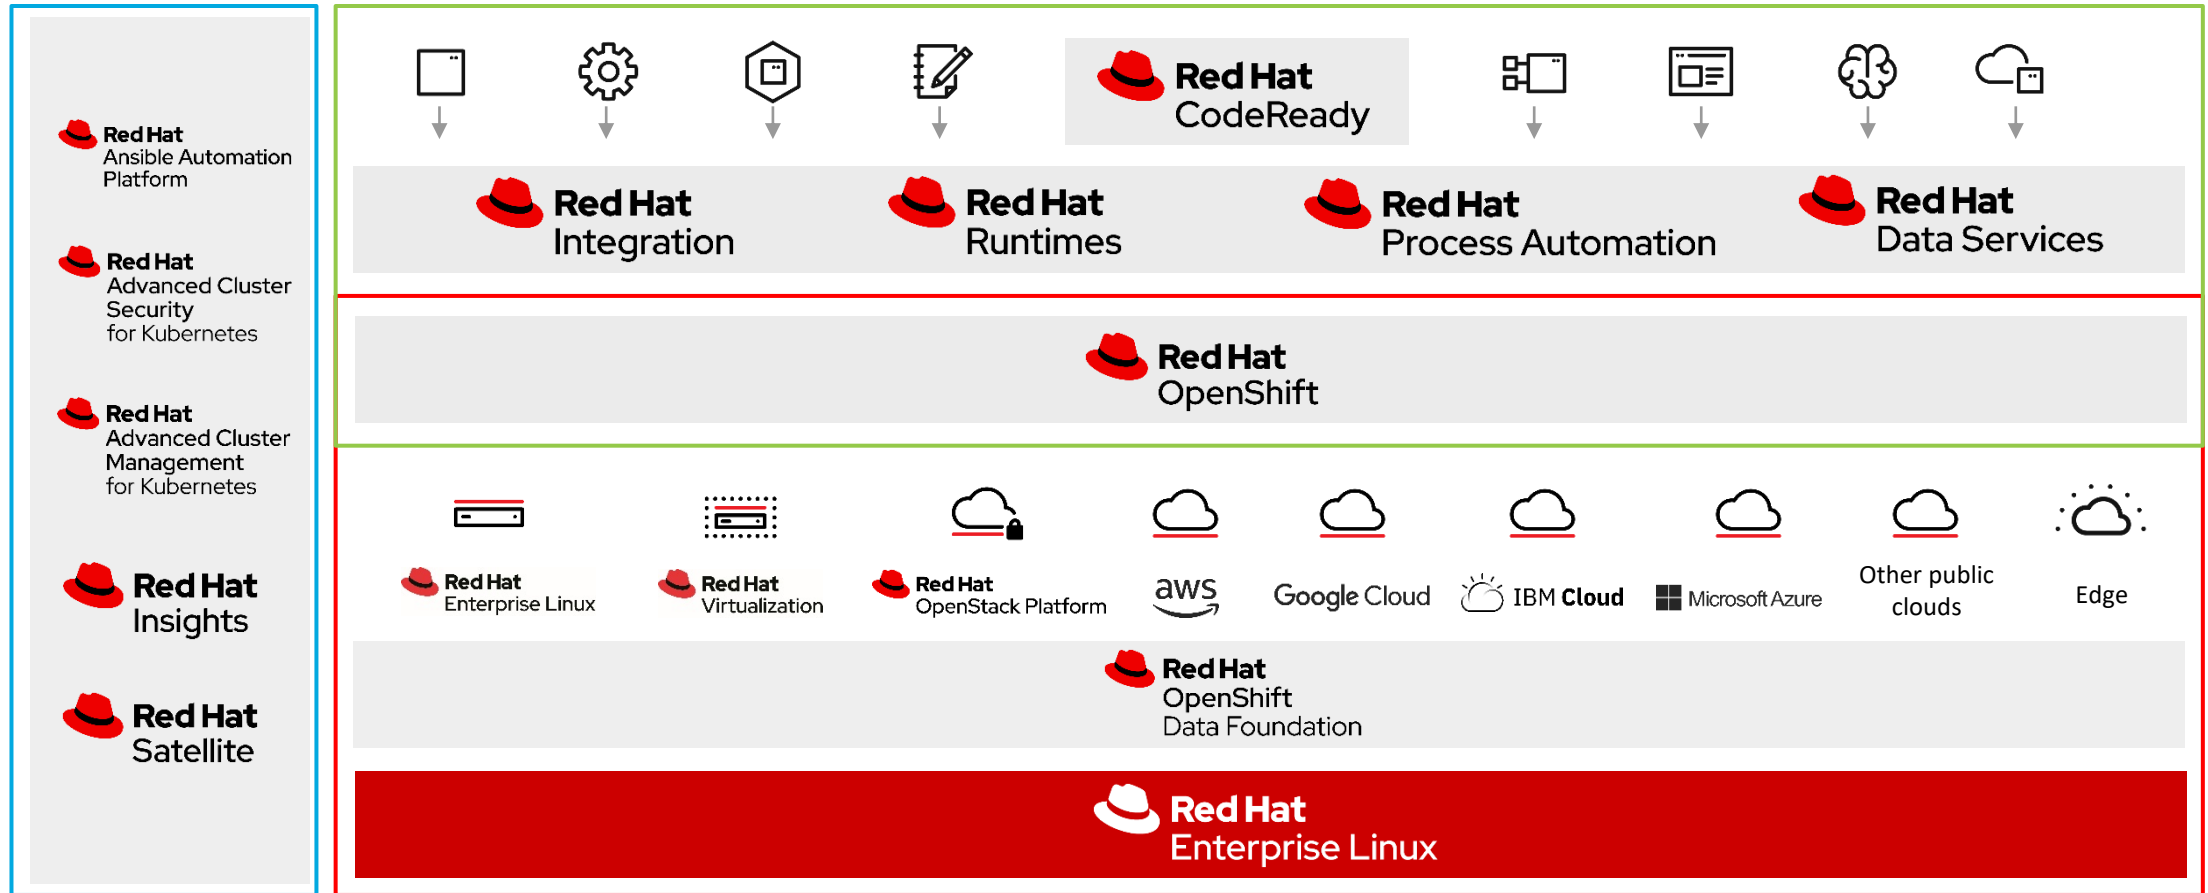 Red Hat
Ansible Automation
Platform
Red Hat
Advanced Cluster
Security
for Kubernetes
Red Hat
Advanced Cluster
Management
for Kubernetes
Red Hat
Insights
Red Hat
Satellite
Red Hat
CodeReady
Red Hat
Integration
Red Hat
Runtimes
Red Hat
Process Automation
Red Hat
Data Services
Red Hat
OpenShift
Red Hat
Enterprise Linux
Red Hat
Virtualization
Red Hat
OpenStack Platform
aws
Google Cloud
IBM Cloud
Microsoft Azure
Other public
clouds
Edge
Red Hat
OpenShift
Data Foundation
Red Hat
Enterprise Linux